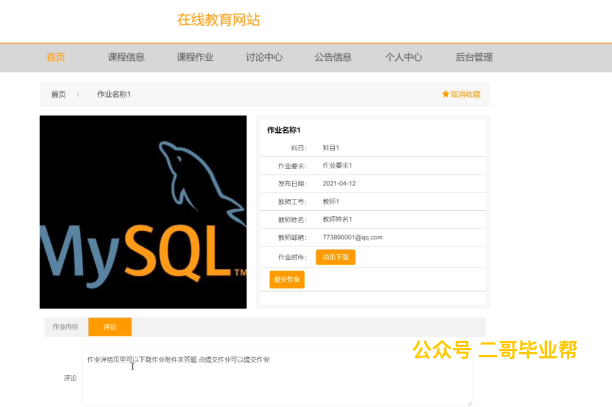 在线教育网站
首页 课程信息 课程作业 讨论中心 公告信息 个人中心 后台管理
首页 / 作业名称1 ★取消收藏
MySQL™
作业名称1
科目: 科目1
作业要求: 作业要求1
发布日期: 2021-04-12
教师工号: 教师1
教师姓名: 教师姓名1
教师邮箱: 773890001@qq.com
作业附件: 点击下载
提交作业
作业内容 评论
公众号 二哥毕业帮
作业详情页里可以下载作业附件来答题 点提交作业可以提交作业
评论